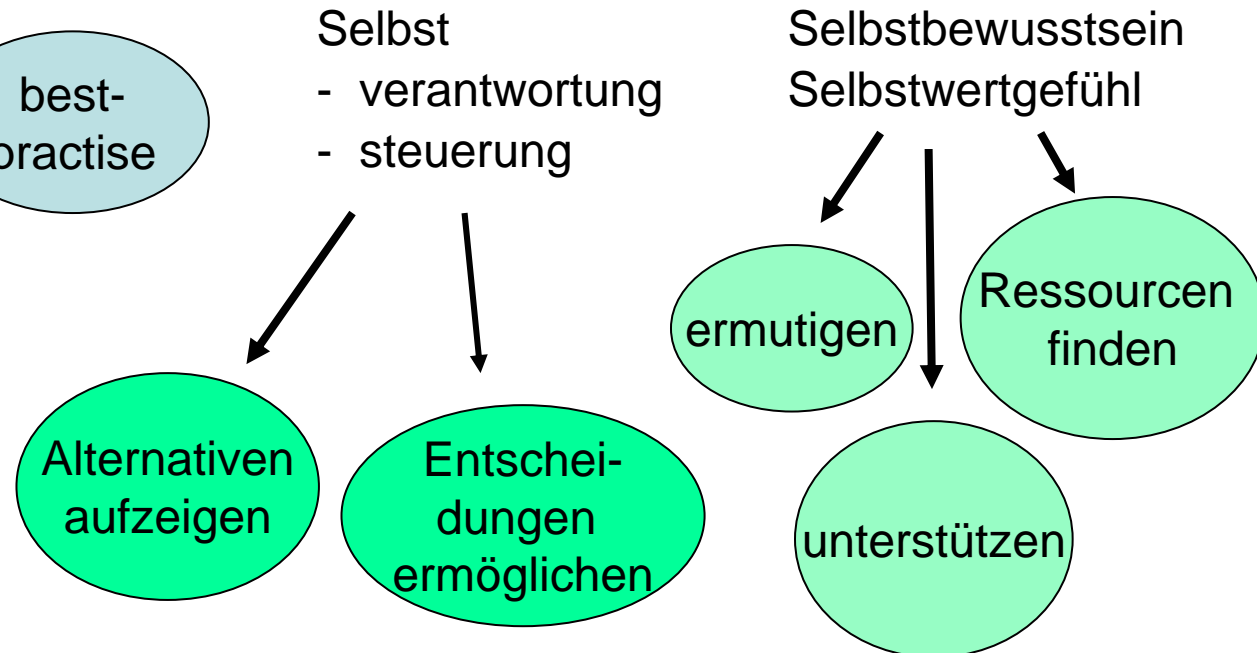 best-
practise
Selbst
- verantwortung
- steuerung
Selbstbewusstsein
Selbstwertgefühl
Alternativen
aufzeigen
Entschei-
dungen
ermöglichen
ermutigen
Ressourcen
finden
unterstützen